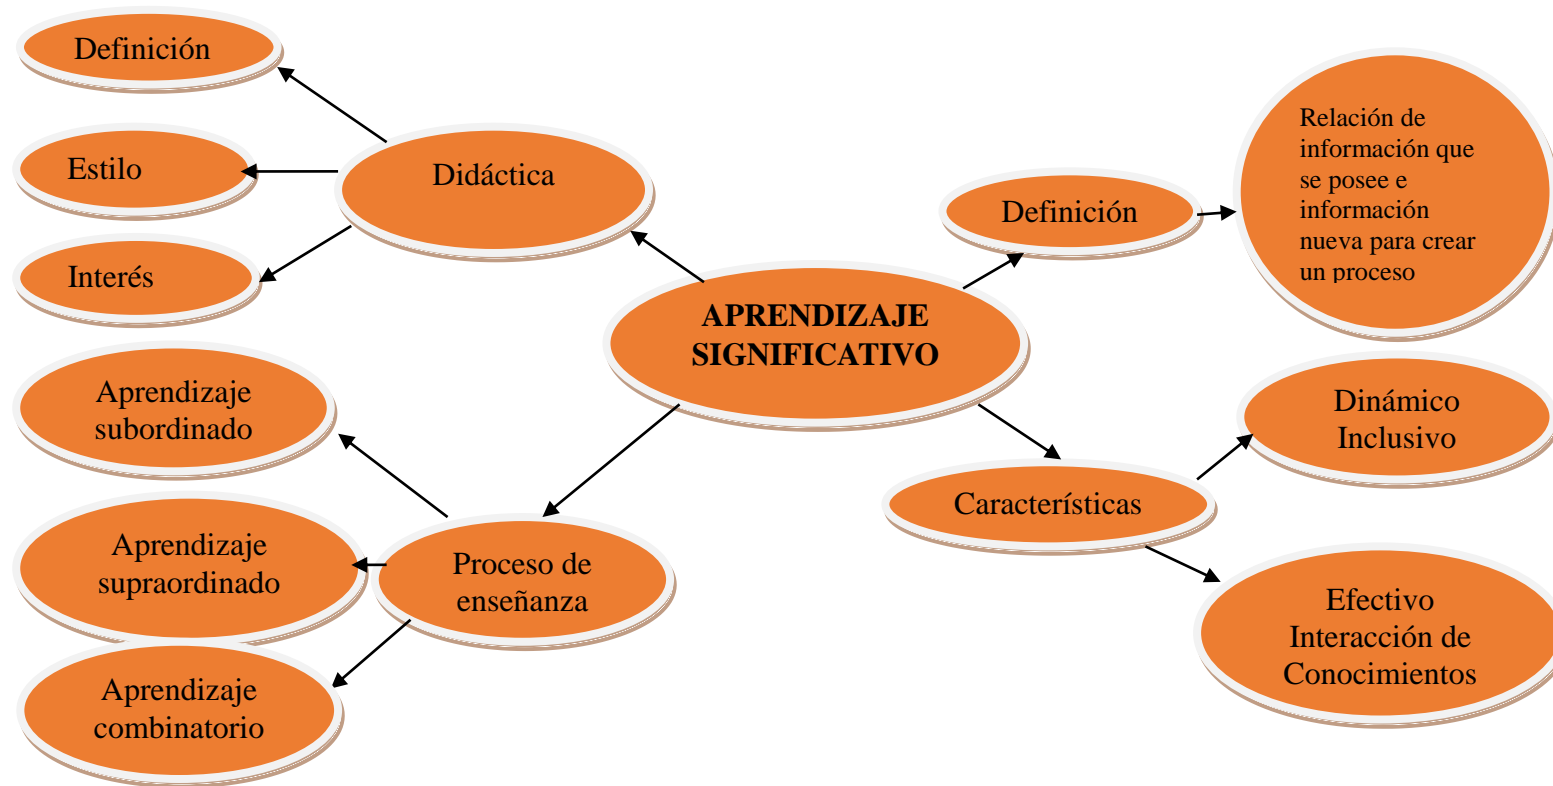 Definición
Estilo
Interés
Didáctica
Definición
Relación de
información que
se posee e
información
nueva para crear
un proceso
APRENDIZAJE
SIGNIFICATIVO
Aprendizaje
subordinado
Aprendizaje
supraordinado
Aprendizaje
combinatorio
Proceso de
enseñanza
Características
Dinámico
Inclusivo
Efectivo
Interacción de
Conocimientos